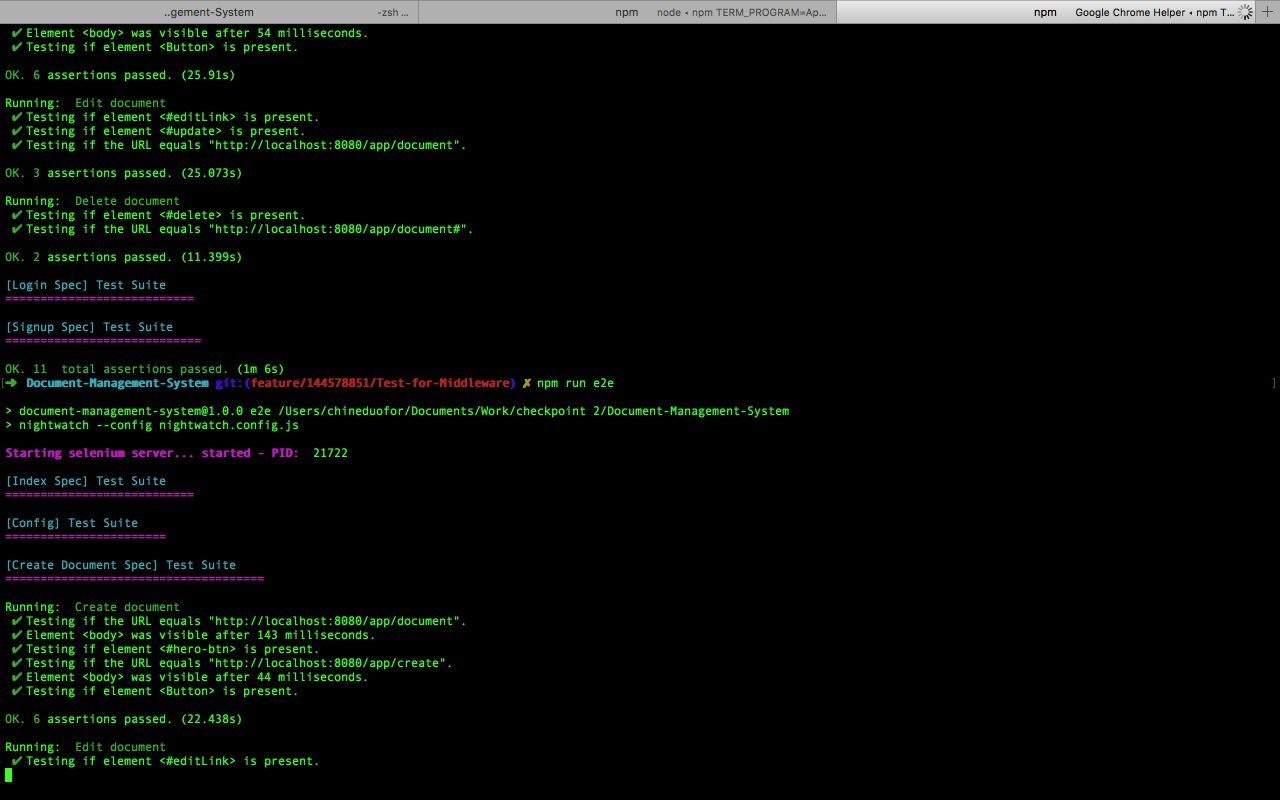 ..gement-System -zsh ... npm node • npm TERM_PROGRAM=Ap... npm Google Chrome Helper • npm T... +
✔ Element <body> was visible after 54 milliseconds.
✔ Testing if element <Button> is present.
OK. 6 assertions passed. (25.91s)
Running:  Edit document
✔ Testing if element <#editLink> is present.
✔ Testing if element <#update> is present.
✔ Testing if the URL equals "http://localhost:8080/app/document".
OK. 3 assertions passed. (25.073s)
Running:  Delete document
✔ Testing if element <#delete> is present.
✔ Testing if the URL equals "http://localhost:8080/app/document#".
OK. 2 assertions passed. (11.399s)
[Login Spec] Test Suite
===========================
[Signup Spec] Test Suite
============================
OK. 11  total assertions passed. (1m 6s)
[➜  Document-Management-System git:(feature/144578851/Test-for-Middleware) ✗ npm run e2e ]
> document-management-system@1.0.0 e2e /Users/chineduofor/Documents/Work/checkpoint 2/Document-Management-System
> nightwatch --config nightwatch.config.js
Starting selenium server... started - PID:  21722
[Index Spec] Test Suite
===========================
[Config] Test Suite
=======================
[Create Document Spec] Test Suite
=====================================
Running:  Create document
✔ Testing if the URL equals "http://localhost:8080/app/document".
✔ Element <body> was visible after 143 milliseconds.
✔ Testing if element <#hero-btn> is present.
✔ Testing if the URL equals "http://localhost:8080/app/create".
✔ Element <body> was visible after 44 milliseconds.
✔ Testing if element <Button> is present.
OK. 6 assertions passed. (22.438s)
Running:  Edit document
✔ Testing if element <#editLink> is present.